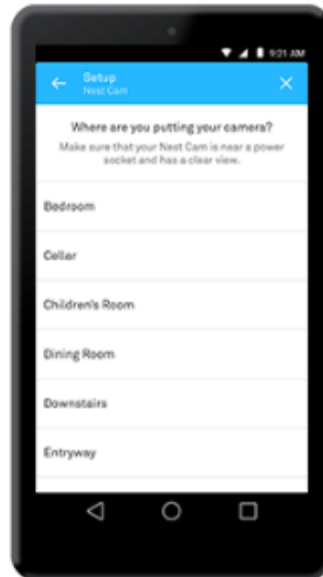 9:21 AM
Setup
Nest Cam
Where are you putting your camera?
Make sure that your Nest Cam is near a power
socket and has a clear view.
Bedroom
Cellar
Children's Room
Dining Room
Downstairs
Entryway